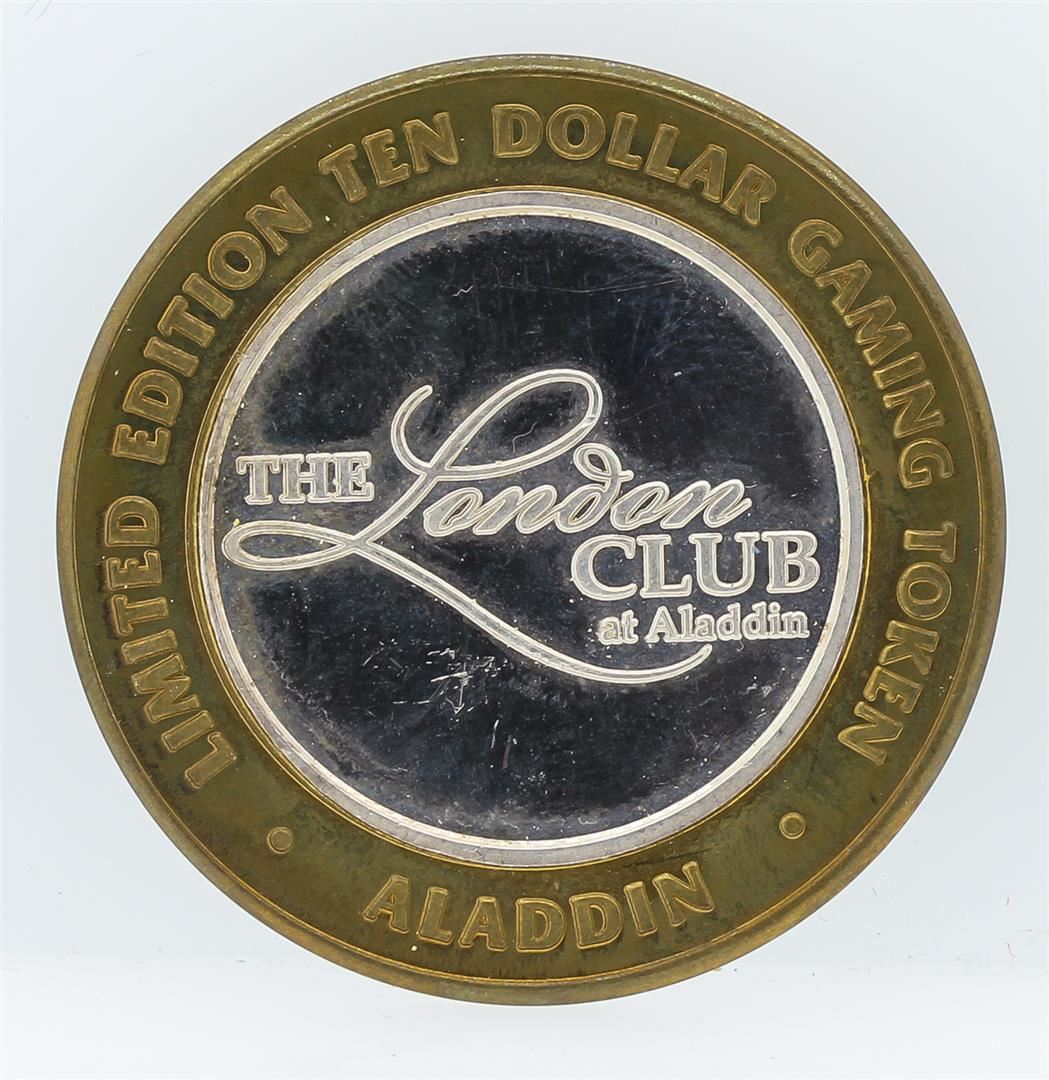 LIMITED EDITION TEN DOLLAR GAMING TOKEN
THE London
CLUB
at Aladdin
• ALADDIN •